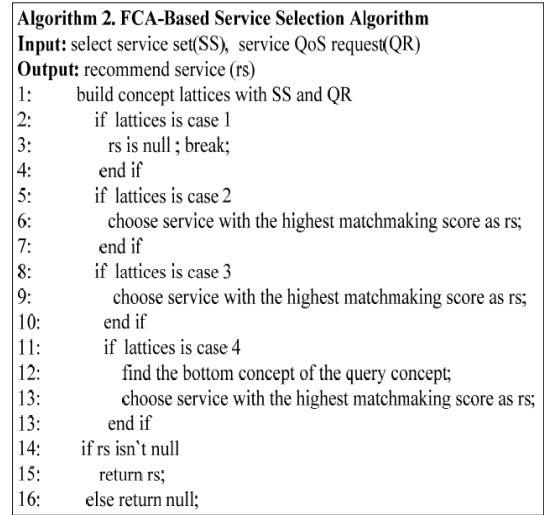 Algorithm 2. FCA-Based Service Selection Algorithm
Input: select service set(SS), service QoS request(QR)
Output: recommend service (rs)
1: build concept lattices with SS and QR
2: if lattices is case 1
3: rs is null ; break;
4: end if
5: if lattices is case 2
6: choose service with the highest matchmaking score as rs;
7: end if
8: if lattices is case 3
9: choose service with the highest matchmaking score as rs;
10: end if
11: if lattices is case 4
12: find the bottom concept of the query concept;
13: choose service with the highest matchmaking score as rs;
13: end if
14: if rs isn`t null
15: return rs;
16: else return null;